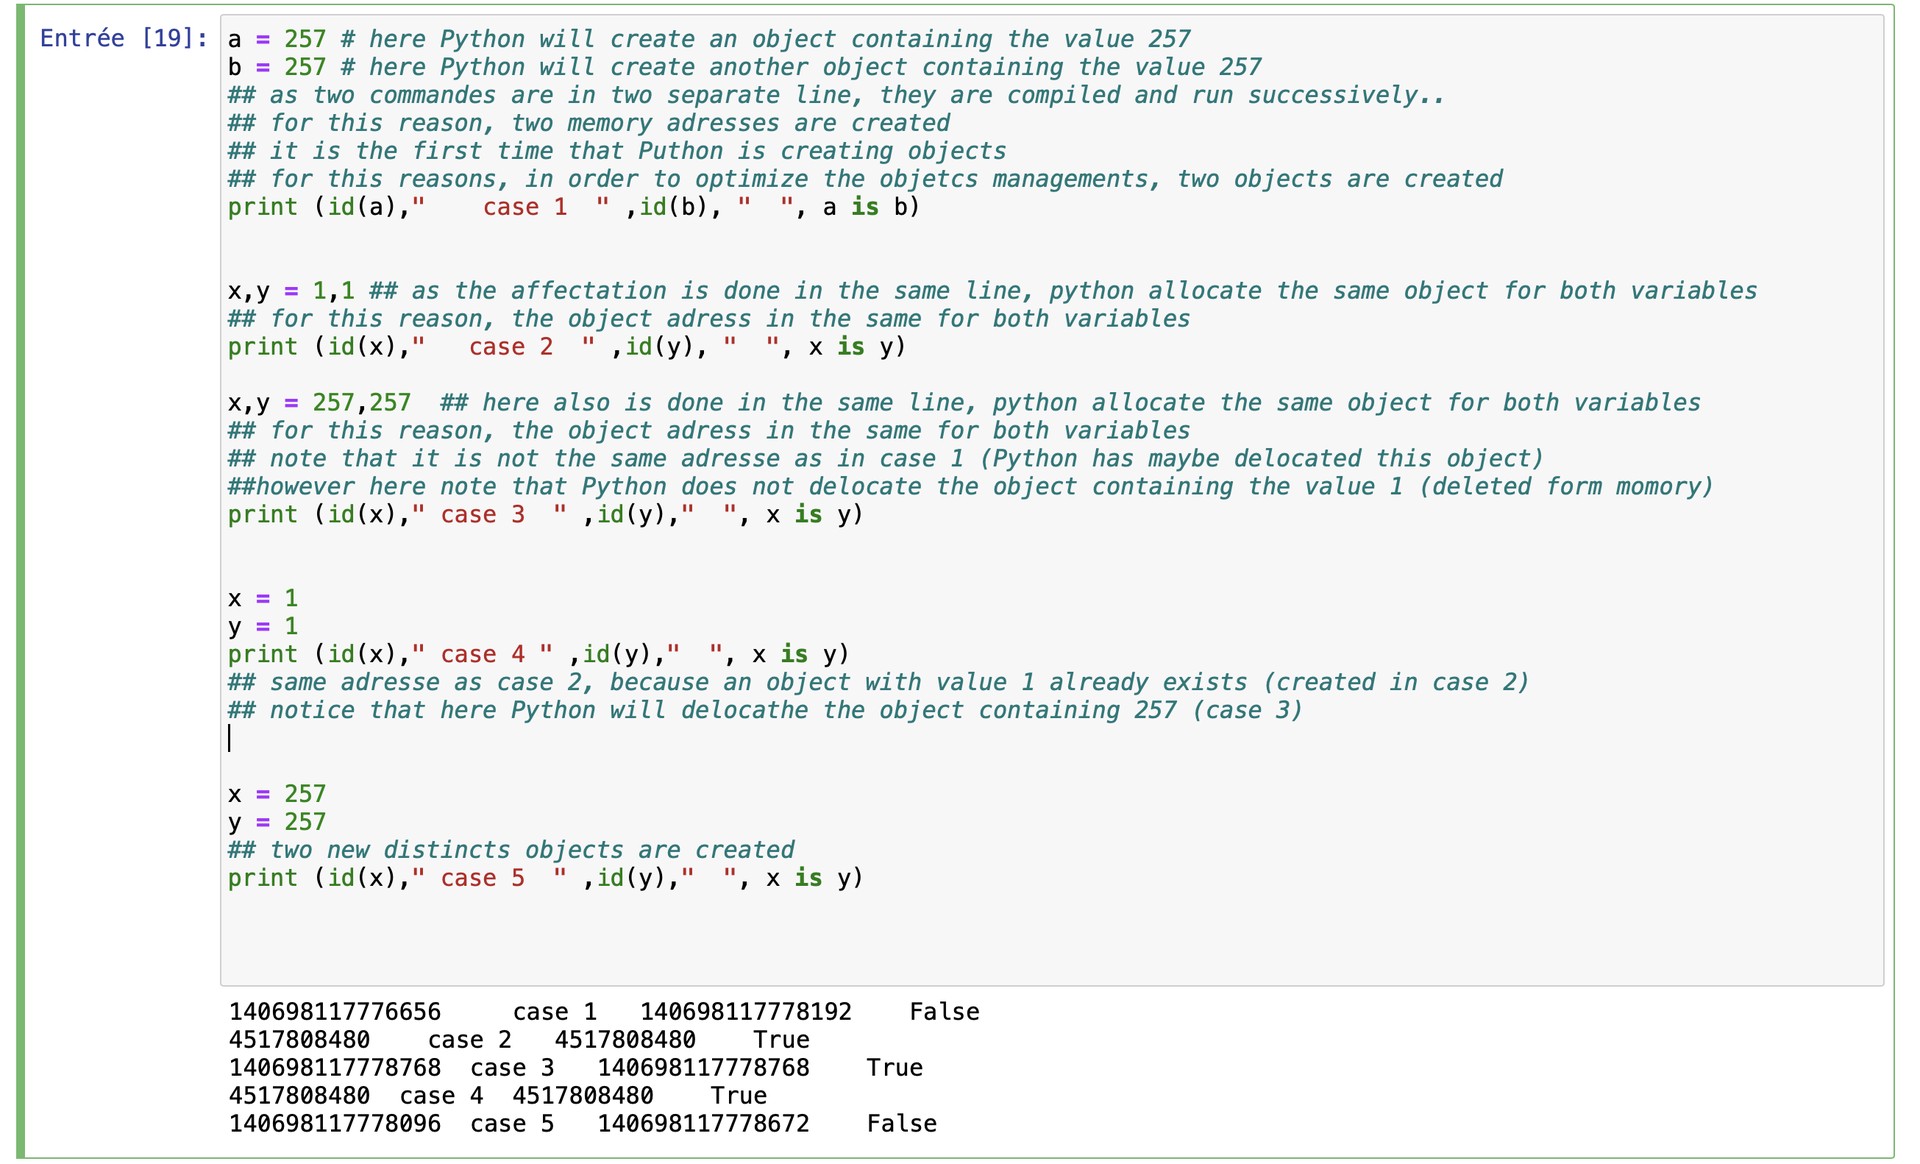 Entrée [19]: a = 257 # here Python will create an object containing the value 257
b = 257 # here Python will create another object containing the value 257
## as two commandes are in two separate line, they are compiled and run successively..
## for this reason, two memory adresses are created
## it is the first time that Puthon is creating objects
## for this reasons, in order to optimize the objetcs managements, two objects are created
print (id(a),"    case 1  " ,id(b), "  ", a is b)
x,y = 1,1 ## as the affectation is done in the same line, python allocate the same object for both variables
## for this reason, the object adress in the same for both variables
print (id(x),"   case 2  " ,id(y), "  ", x is y)
x,y = 257,257  ## here also is done in the same line, python allocate the same object for both variables
## for this reason, the object adress in the same for both variables
## note that it is not the same adresse as in case 1 (Python has maybe delocated this object)
##however here note that Python does not delocate the object containing the value 1 (deleted form momory)
print (id(x)," case 3  " ,id(y),"  ", x is y)
x = 1
y = 1
print (id(x)," case 4 " ,id(y),"  ", x is y)
## same adresse as case 2, because an object with value 1 already exists (created in case 2)
## notice that here Python will delocathe the object containing 257 (case 3)
x = 257
y = 257
## two new distincts objects are created
print (id(x)," case 5  " ,id(y),"  ", x is y)
140698117776656     case 1   140698117778192    False
4517808480    case 2   4517808480    True
140698117778768  case 3   140698117778768    True
4517808480  case 4  4517808480    True
140698117778096  case 5   140698117778672    False